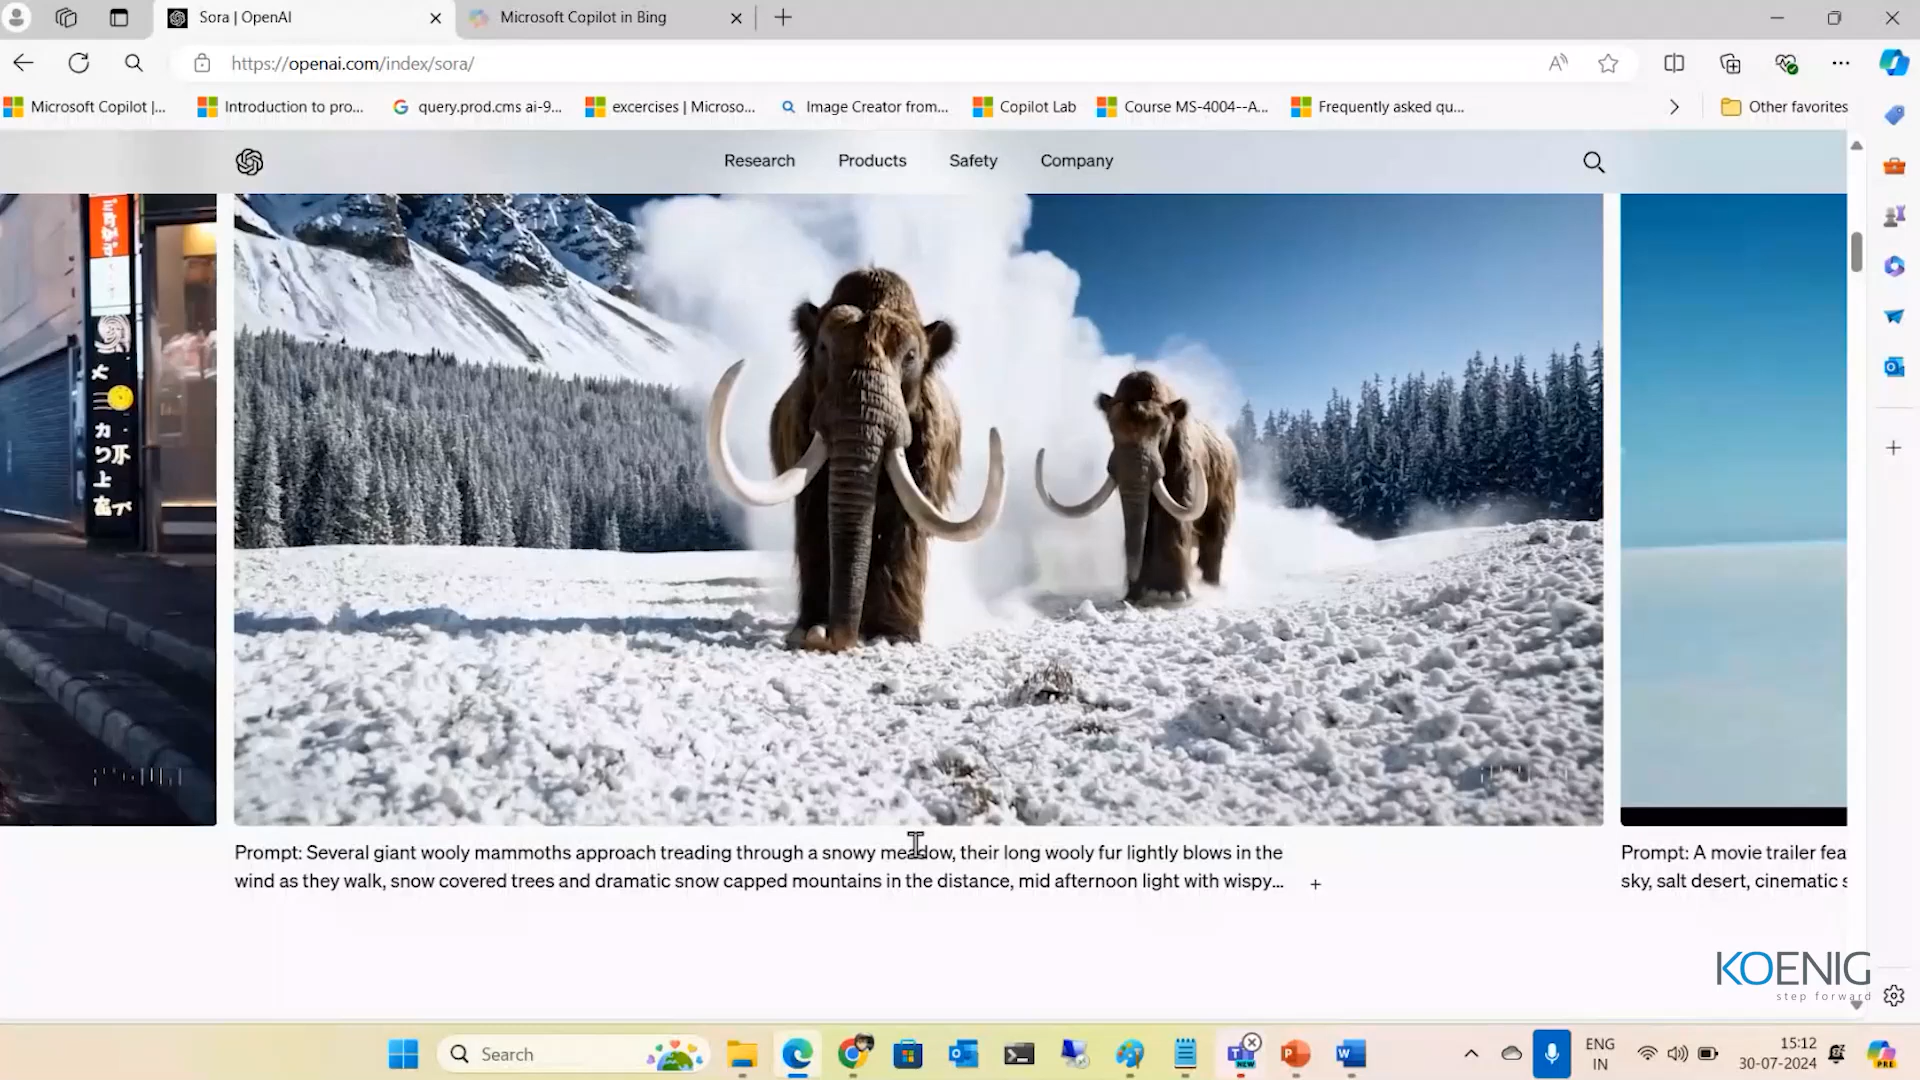 Sora | OpenAI
Microsoft Copilot in Bing
https://openai.com/index/sora/
Microsoft Copilot |...
Introduction to pro...
query.prod.cms ai-9...
excercises | Microso...
Image Creator from...
Copilot Lab
Course MS-4004--A...
Frequently asked qu...
Other favorites
Research
Products
Safety
Company
Prompt: Several giant wooly mammoths approach treading through a snowy meadow, their long wooly fur lightly blows in the
wind as they walk, snow covered trees and dramatic snow capped mountains in the distance, mid afternoon light with wispy...
Prompt: A movie trailer fea
sky, salt desert, cinematic s
KOENIG
step forward
Search
ENG
IN
15:12
30-07-2024
NEW
PRE